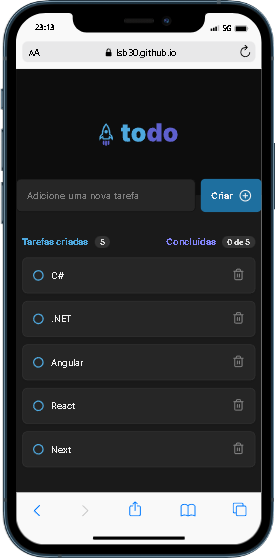 23:13
5G
AA
lsb30.github.io
todo
Adicione uma nova tarefa
Criar
Tarefas criadas 5
Concluídas 0 de 5
C#
.NET
Angular
React
Next